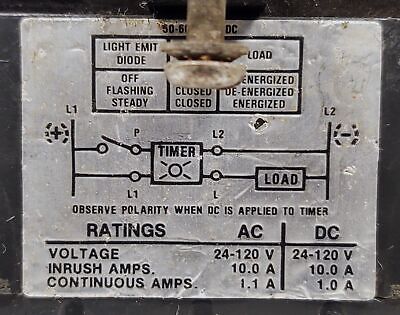 50-60 DC
LIGHT EMIT LOAD
DIODE
OFF DE-ENERGIZED
FLASHING CLOSED DE-ENERGIZED
STEADY CLOSED ENERGIZED
L1 L2
(+) P L2 (-)
TIMER
L1 L LOAD
OBSERVE POLARITY WHEN DC IS APPLIED TO TIMER
RATINGS AC DC
VOLTAGE 24-120 V 24-120 V
INRUSH AMPS. 10.0 A 10.0 A
CONTINUOUS AMPS. 1.1 A 1.0 A